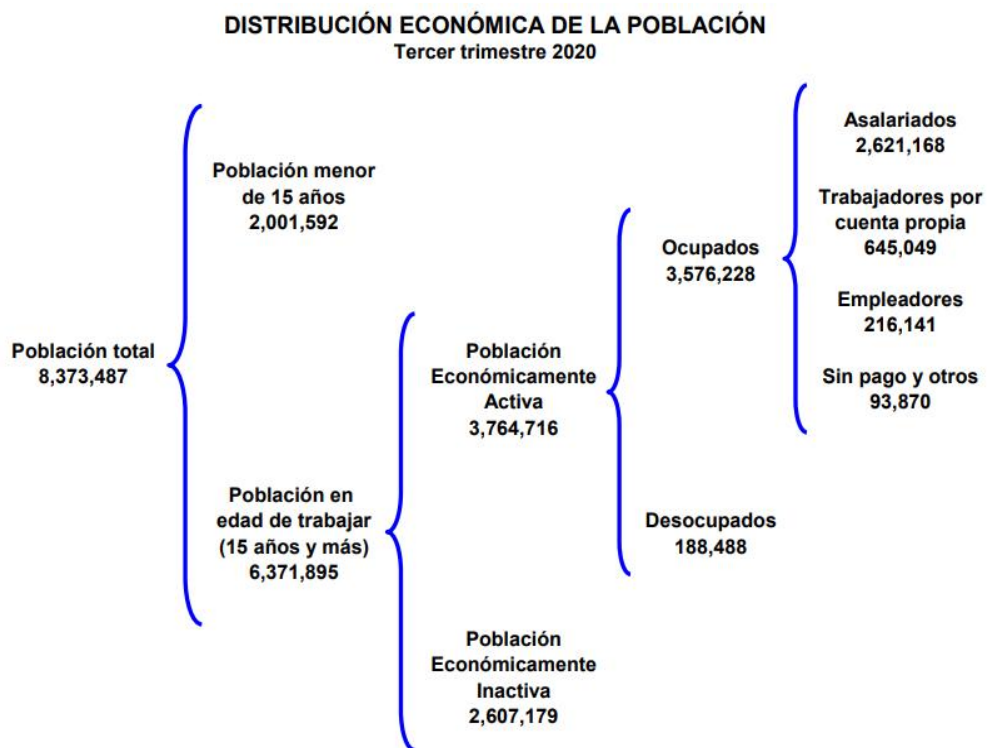 DISTRIBUCIÓN ECONÓMICA DE LA POBLACIÓN
Tercer trimestre 2020
Población total
8,373,487
Población menor
de 15 años
2,001,592
Población en
edad de trabajar
(15 años y más)
6,371,895
Población
Económicamente
Activa
3,764,716
Población
Económicamente
Inactiva
2,607,179
Ocupados
3,576,228
Desocupados
188,488
Asalariados
2,621,168
Trabajadores por
cuenta propia
645,049
Empleadores
216,141
Sin pago y otros
93,870